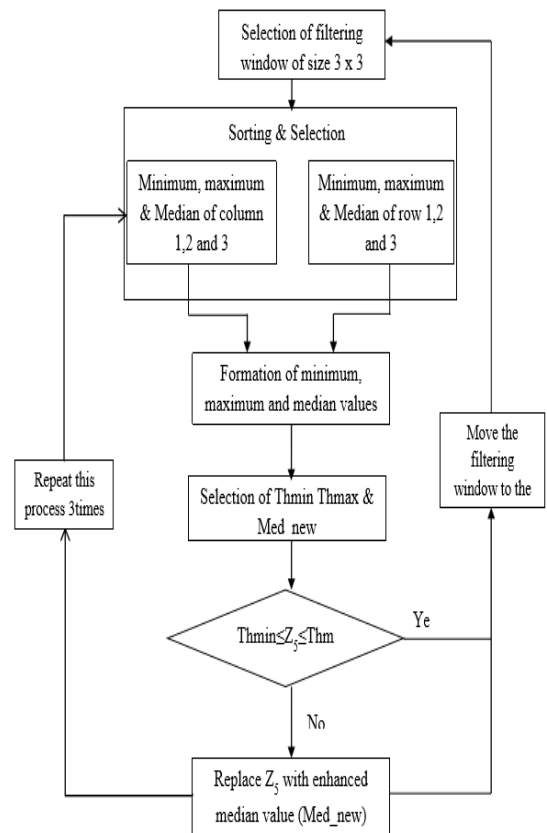 Selection of filtering
window of size 3 x 3
Sorting & Selection
Minimum, maximum
& Median of column
1,2 and 3
Minimum, maximum
& Median of row 1,2
and 3
Formation of minimum,
maximum and median values
Repeat this
process 3times
Move the
filtering
window to the
Selection of Thmin Thmax &
Med_new
Thmin≤Z₅≤Thm
Ye
No
Replace Z₅ with enhanced
median value (Med_new)